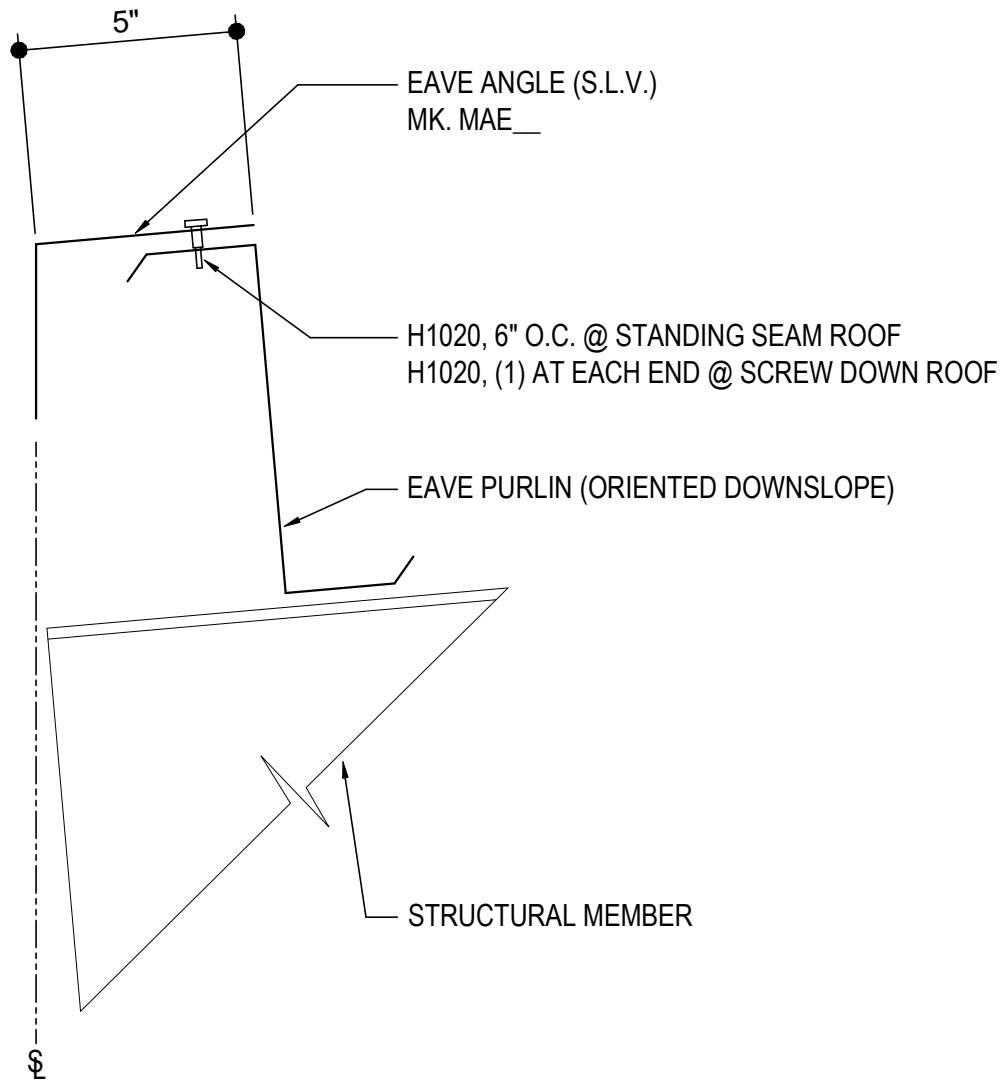 5"
EAVE ANGLE (S.L.V.)
MK. MAE__
H1020, 6" O.C. @ STANDING SEAM ROOF
H1020, (1) AT EACH END @ SCREW DOWN ROOF
EAVE PURLIN (ORIENTED DOWNSLOPE)
STRUCTURAL MEMBER
SL